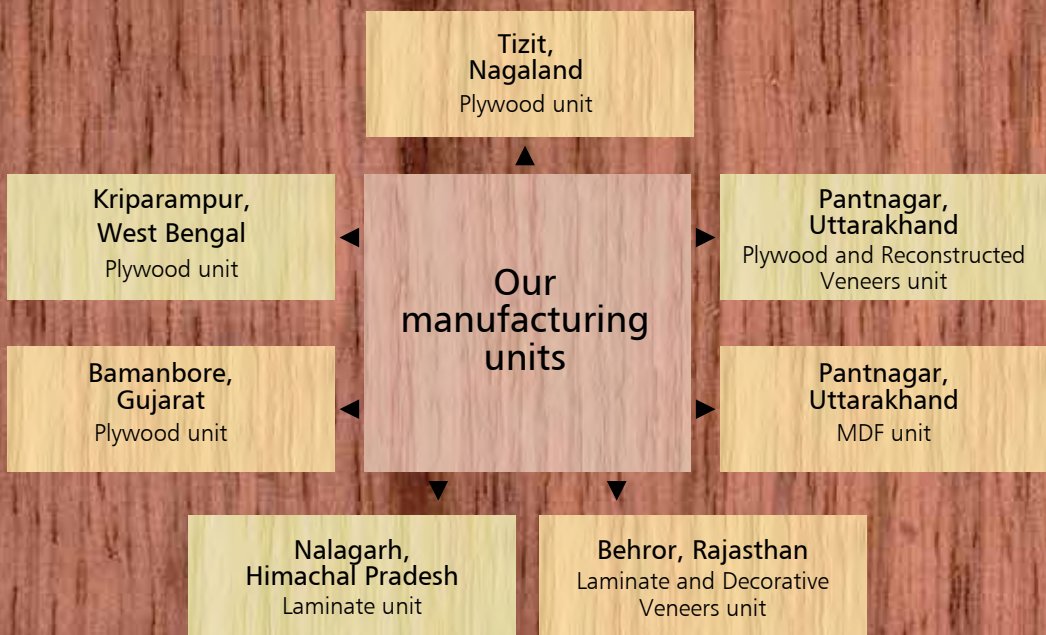 Tizit,
Nagaland
Plywood unit
Kriparampur,
West Bengal
Plywood unit
Our
manufacturing
units
Pantnagar,
Uttarakhand
Plywood and Reconstructed
Veneers unit
Bamanbore,
Gujarat
Plywood unit
Pantnagar,
Uttarakhand
MDF unit
Nalagarh,
Himachal Pradesh
Laminate unit
Behror, Rajasthan
Laminate and Decorative
Veneers unit